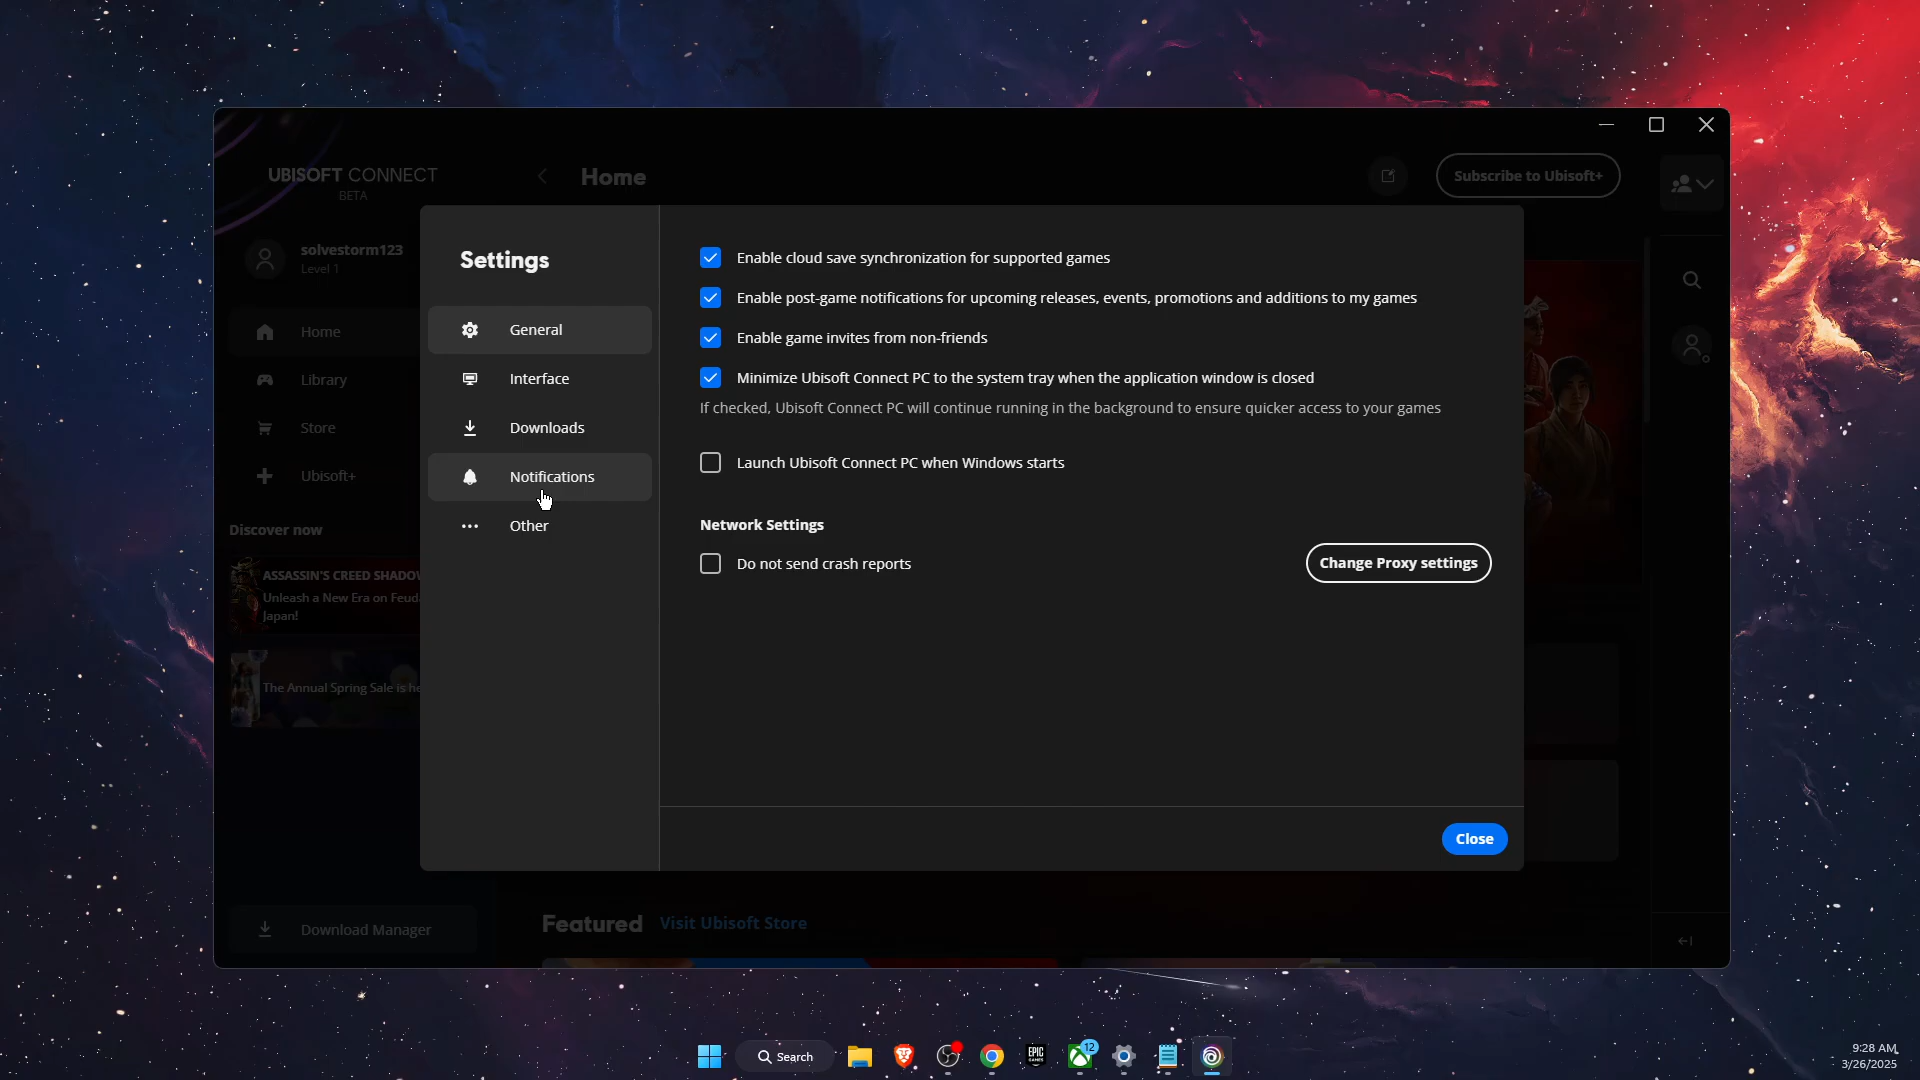 UBISOFT CONNECT
BETA
Home
Subscribe to Ubisoft+
solvestorm123
Level 1
Home
Library
Store
Ubisoft+
Discover now
ASSASSIN'S CREED SHADOW
Unleash a New Era on Feud
Japan!
The Annual Spring Sale is he
Download Manager
Settings
General
Interface
Downloads
Notifications
Other
Enable cloud save synchronization for supported games
Enable post-game notifications for upcoming releases, events, promotions and additions to my games
Enable game invites from non-friends
Minimize Ubisoft Connect PC to the system tray when the application window is closed
If checked, Ubisoft Connect PC will continue running in the background to ensure quicker access to your games
Launch Ubisoft Connect PC when Windows starts
Network Settings
Do not send crash reports
Change Proxy settings
Close
Featured Visit Ubisoft Store
Search
EPIC
GAMES
12
9:28 AM
3/26/2025